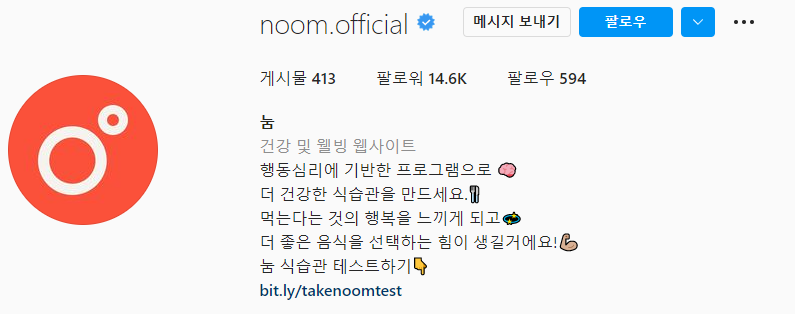 noom.official
메시지 보내기
팔로우
게시물 413 팔로워 14.6K 팔로우 594
눔
건강 및 웰빙 웹사이트
행동심리에 기반한 프로그램으로 🧠
더 건강한 식습관을 만드세요.🍽
먹는다는 것의 행복을 느끼게 되고💫
더 좋은 음식을 선택하는 힘이 생길거에요!💪🏽
눔 식습관 테스트하기👇
bit.ly/takenoomtest